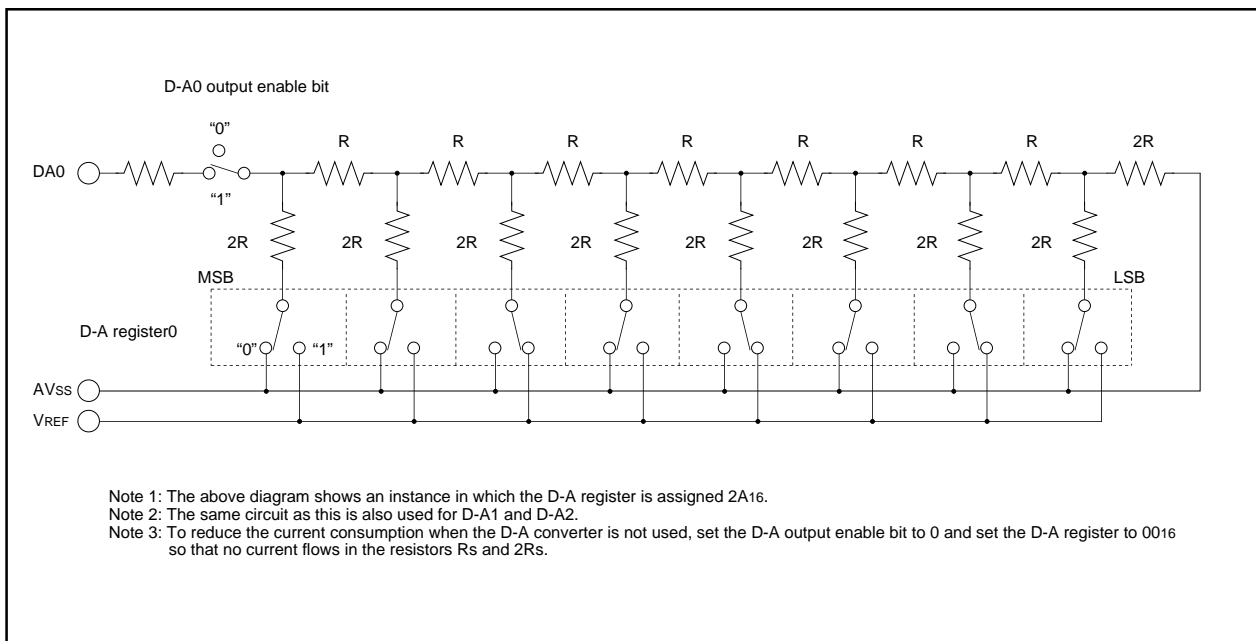 D-A0 output enable bit
“0”
R R R R R R R 2R
DA0
“1”
2R 2R 2R 2R 2R 2R 2R 2R
MSB LSB
D-A register0
“0” “1”
AVSS
VREF
Note 1: The above diagram shows an instance in which the D-A register is assigned 2A16.
Note 2: The same circuit as this is also used for D-A1 and D-A2.
Note 3: To reduce the current consumption when the D-A converter is not used, set the D-A output enable bit to 0 and set the D-A register to 0016
so that no current flows in the resistors Rs and 2Rs.